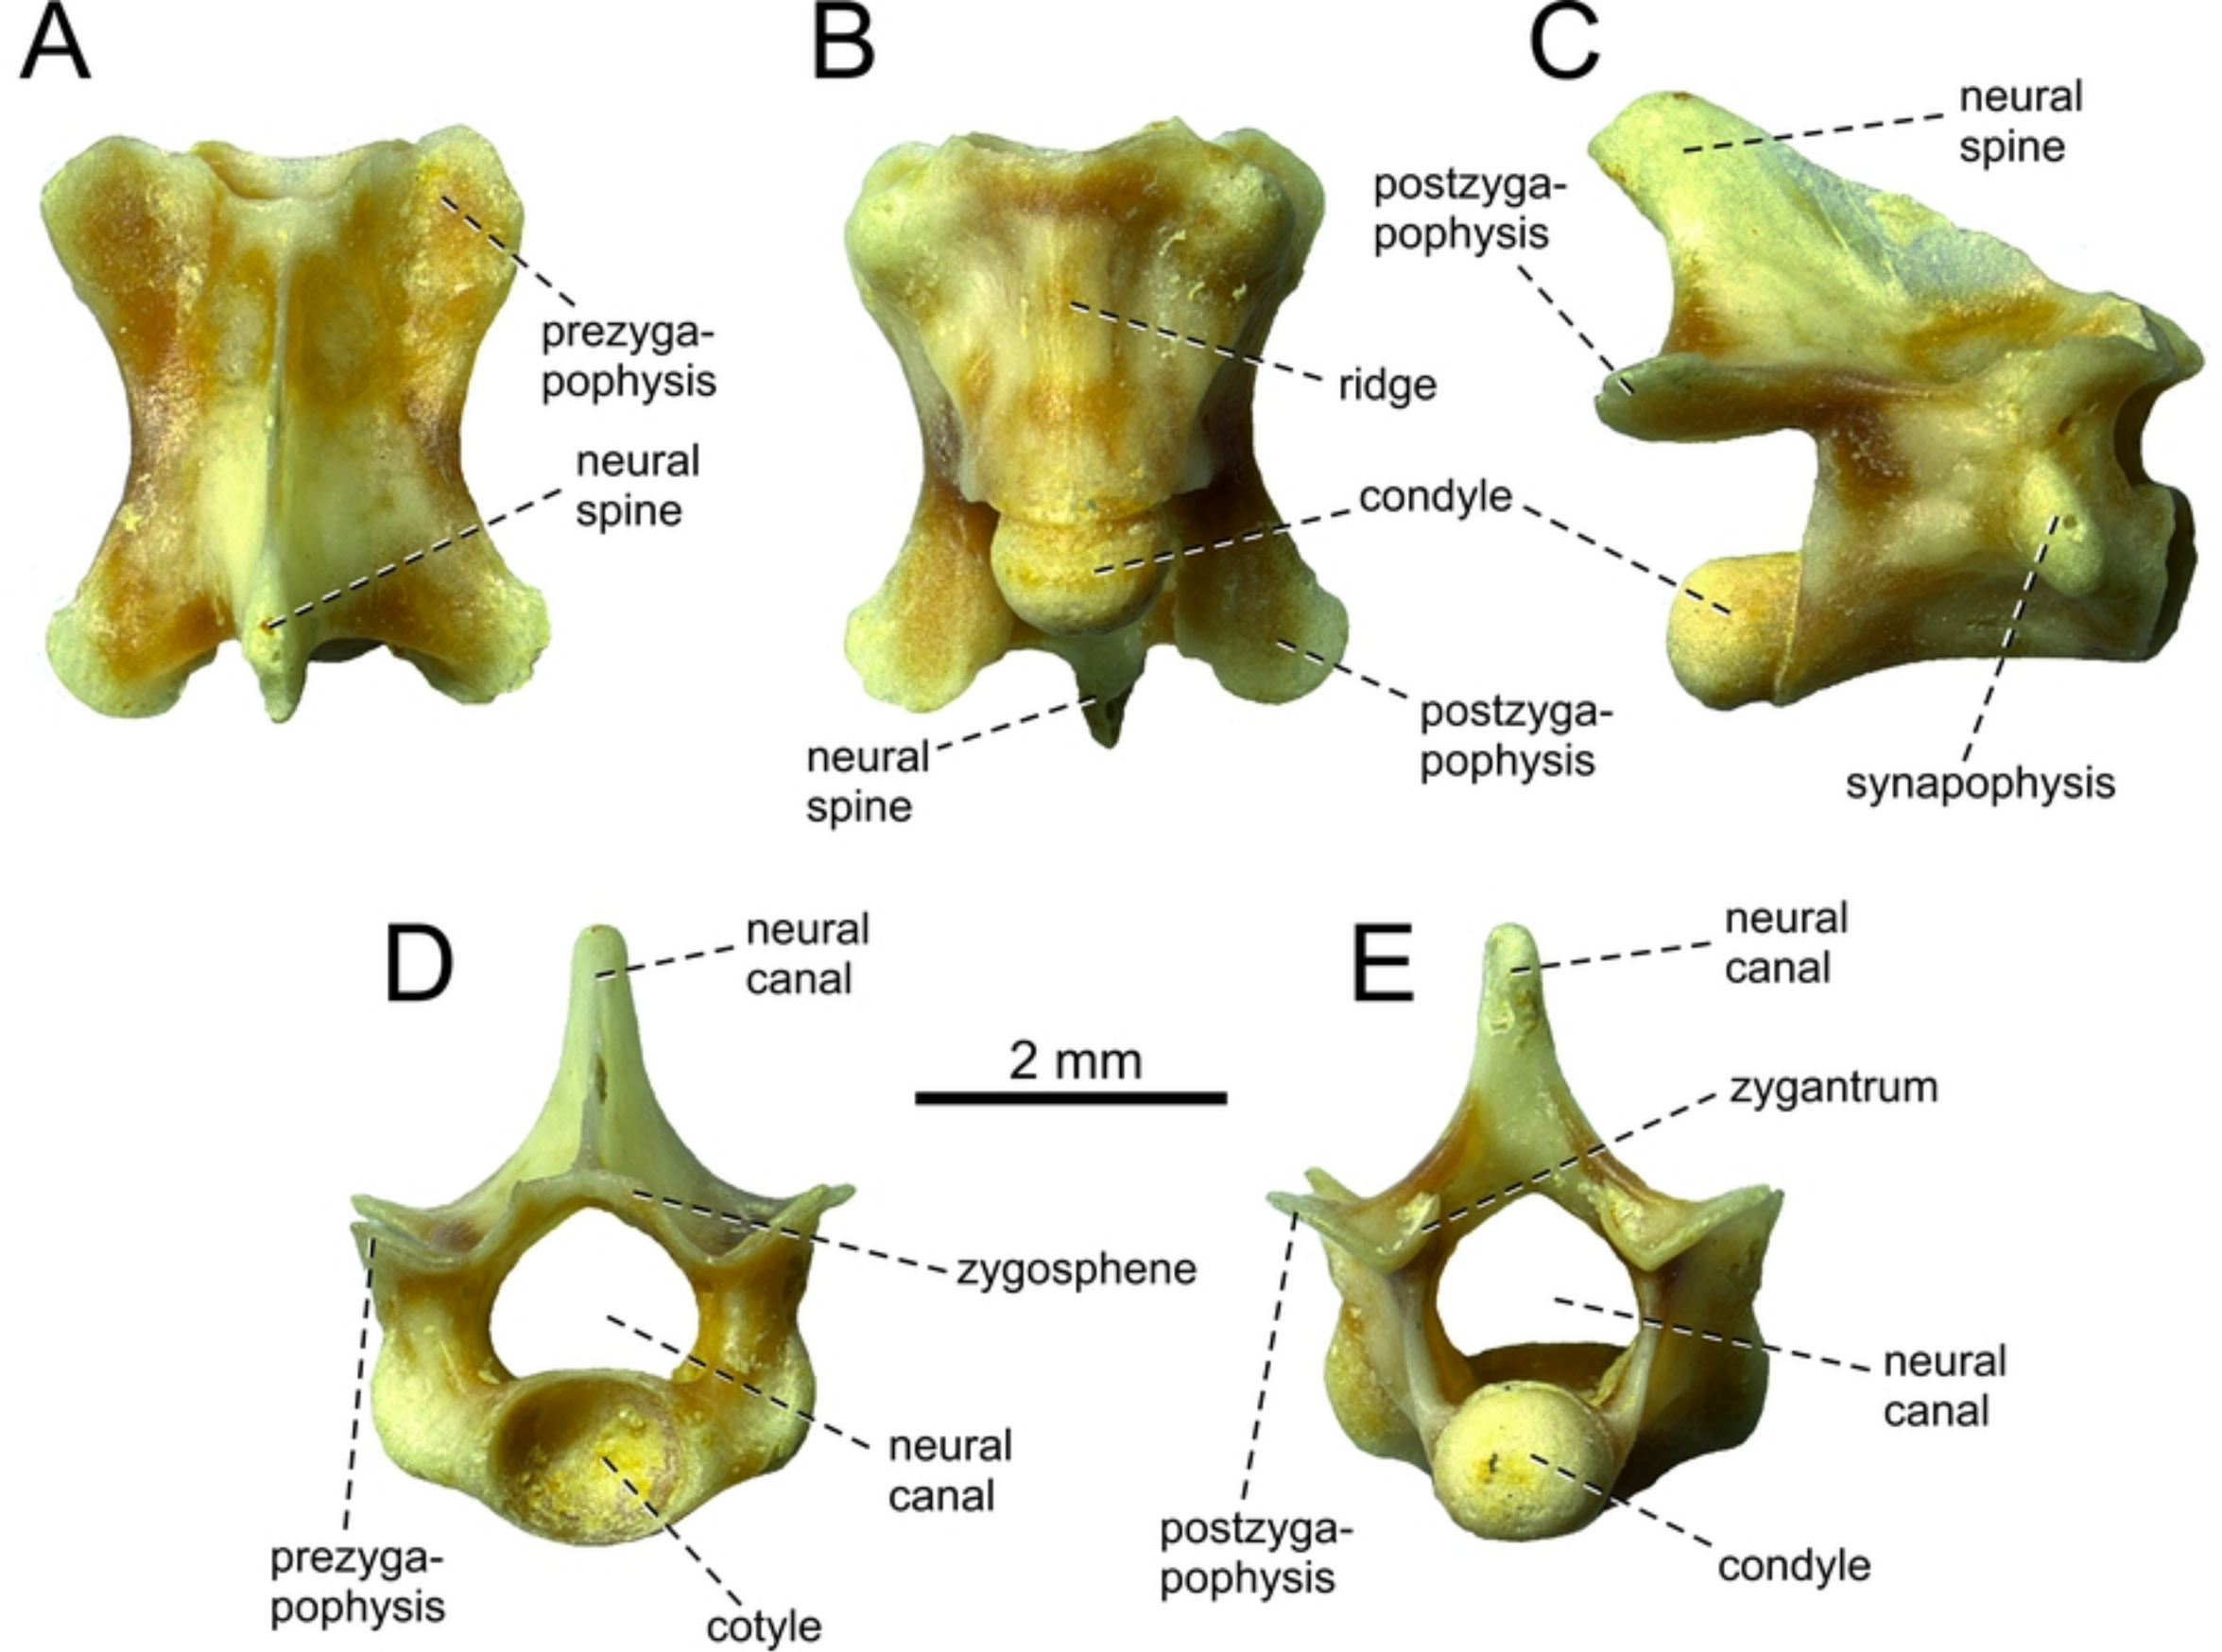 A
B
C
neural
spine
postzyga-
pophysis
prezyga-
pophysis
ridge
neural
spine
condyle
postzyga-
pophysis
neural
spine
synapophysis
D
neural
canal
E
neural
canal
2 mm
zygantrum
zygosphene
neural
canal
neural
canal
prezyga-
pophysis
postzyga-
pophysis
condyle
cotyle